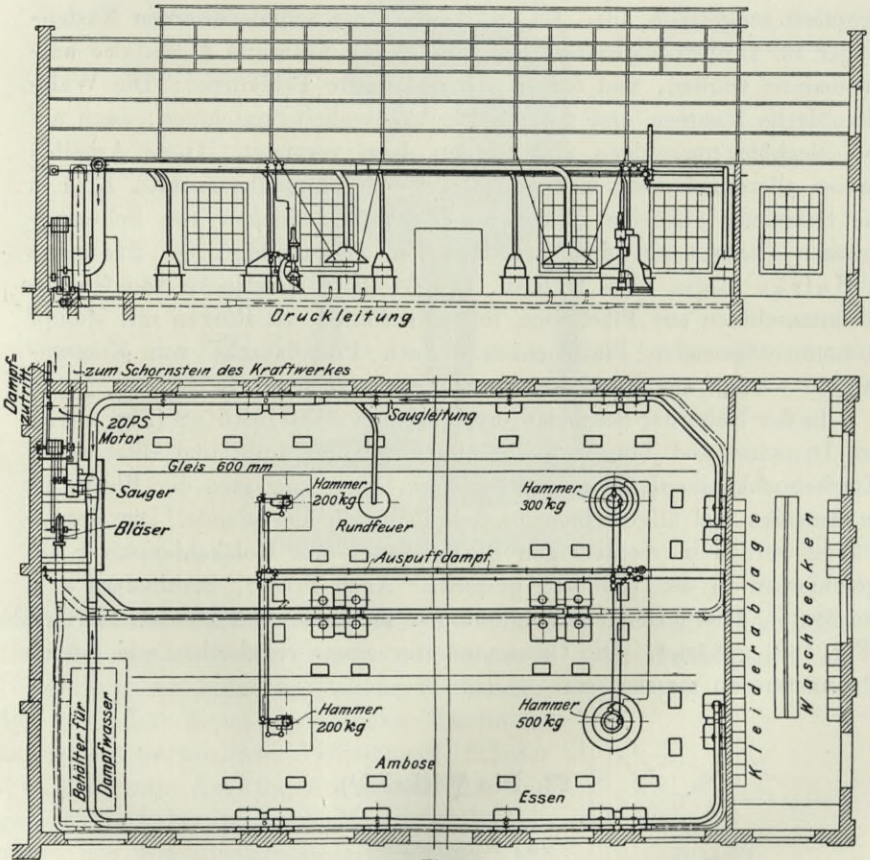 Druckleitung
Dampf=
zutritt
zum Schornstein des Kraftwerkes
20PS
Motor
Saugleitung
Gleis 600 mm
Sauger
Hammer
200 kg
Rundfeuer
Hammer
300 kg
Bläser
Auspuffdampf
Kleiderablage
Waschbecken
Behälter für
Dampfwasser
Hammer
200 kg
Hammer
500 kg
Ambose
Essen